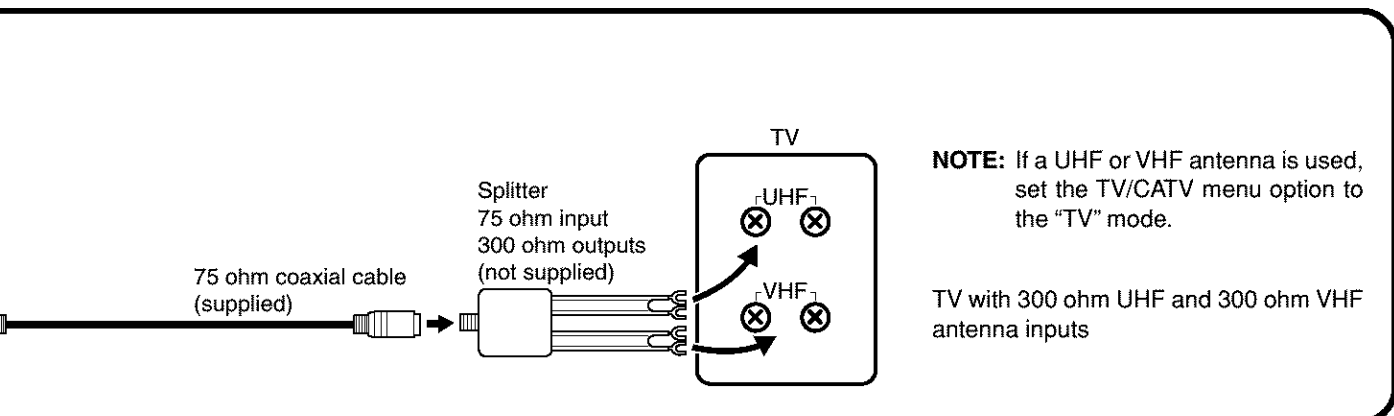 75 ohm coaxial cable
(supplied)
Splitter
75 ohm input
300 ohm outputs
(not supplied)
TV
UHF
VHF
NOTE: If a UHF or VHF antenna is used,
set the TV/CATV menu option to
the “TV” mode.
TV with 300 ohm UHF and 300 ohm VHF
antenna inputs